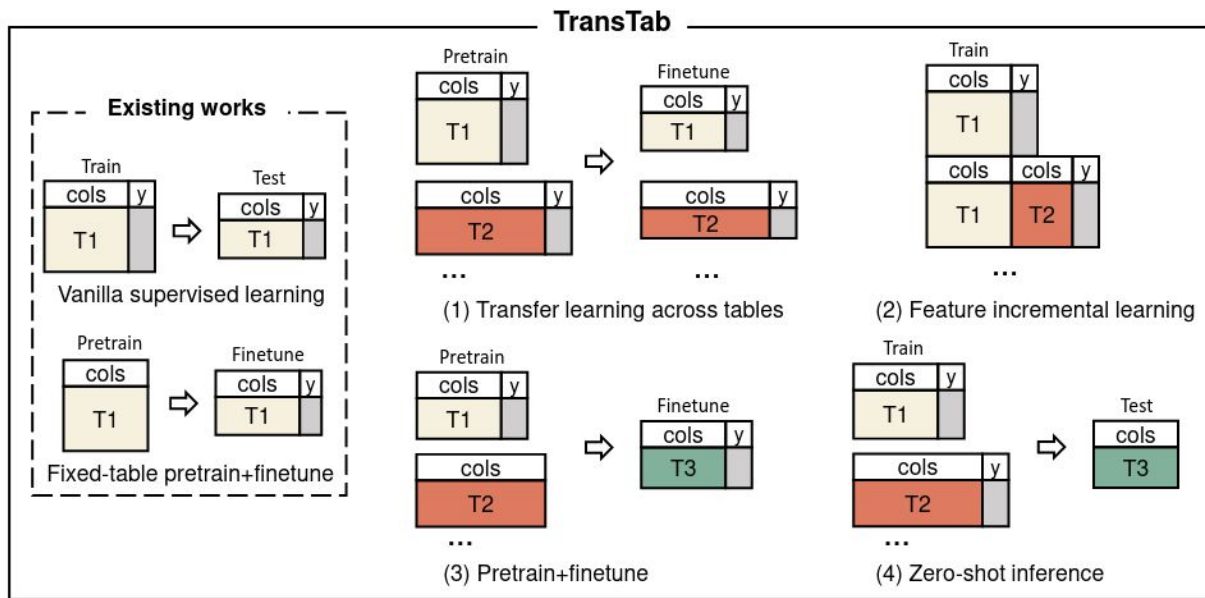 TransTab
Existing works
Train
cols y
T1
Test
cols y
T1
Vanilla supervised learning
Pretrain
cols
T1
Finetune
cols y
T1
Fixed-table pretrain+finetune
Pretrain
cols y
T1
cols y
T2
...
Finetune
cols y
T1
cols y
T2
...
(1) Transfer learning across tables
Train
cols y
T1
cols cols y
T1 T2
...
(2) Feature incremental learning
Pretrain
cols y
T1
cols
T2
...
Finetune
cols y
T3
(3) Pretrain+finetune
Train
cols y
T1
cols y
T2
...
Test
cols
T3
(4) Zero-shot inference